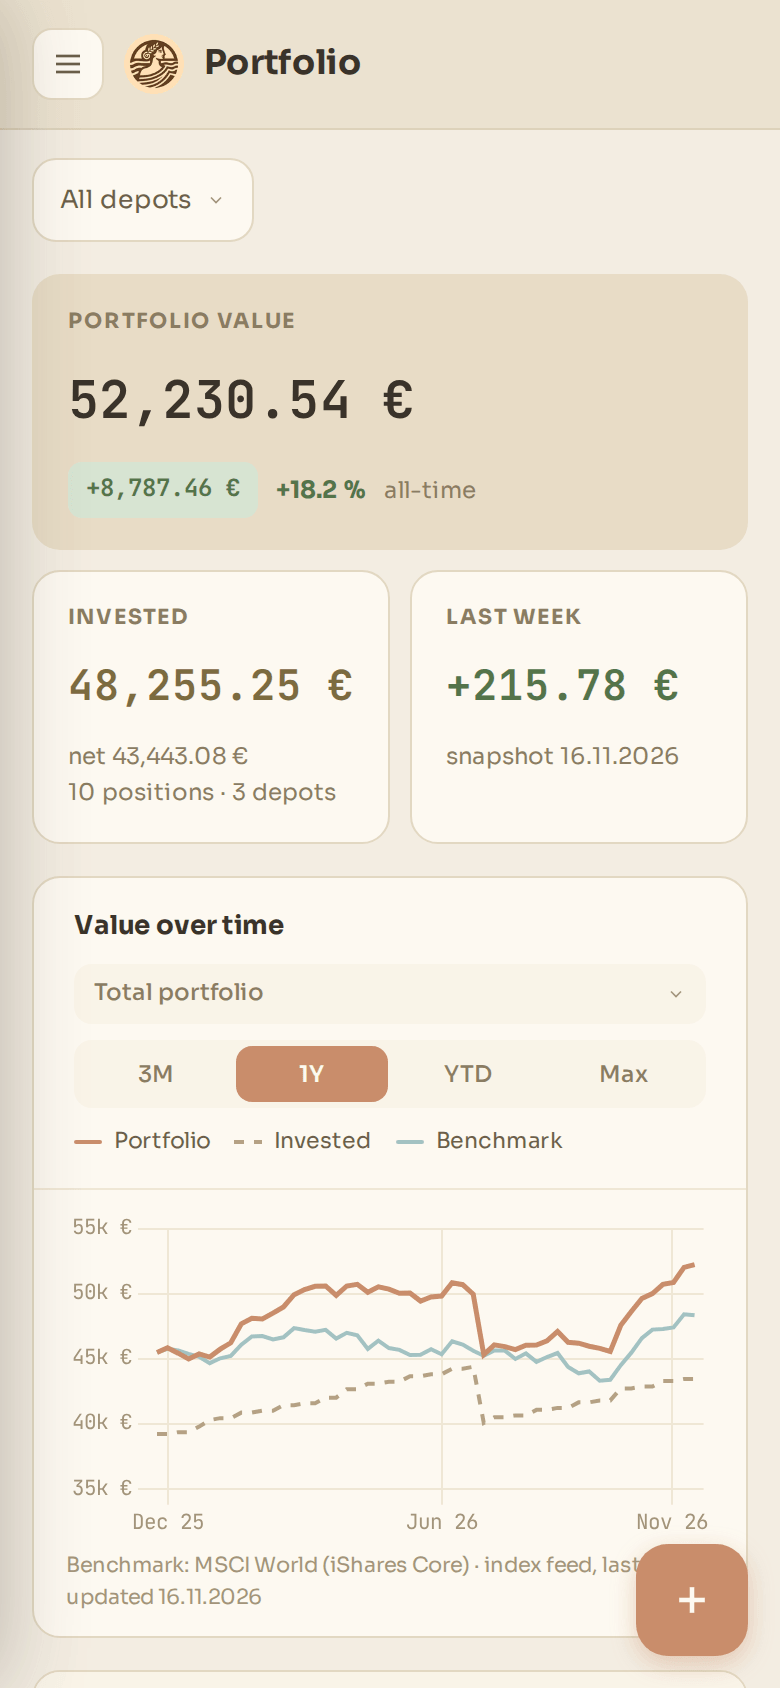 Portfolio
All depots
PORTFOLIO VALUE
52,230.54 €
+8,787.46 € +18.2 % all-time
INVESTED
48,255.25 €
net 43,443.08 €
10 positions · 3 depots
LAST WEEK
+215.78 €
snapshot 16.11.2026
Value over time
Total portfolio
3M 1Y YTD Max
Portfolio Invested Benchmark
55k €
50k €
45k €
40k €
35k €
Dec 25 Jun 26 Nov 26
Benchmark: MSCI World (iShares Core) · index feed, last
updated 16.11.2026
+